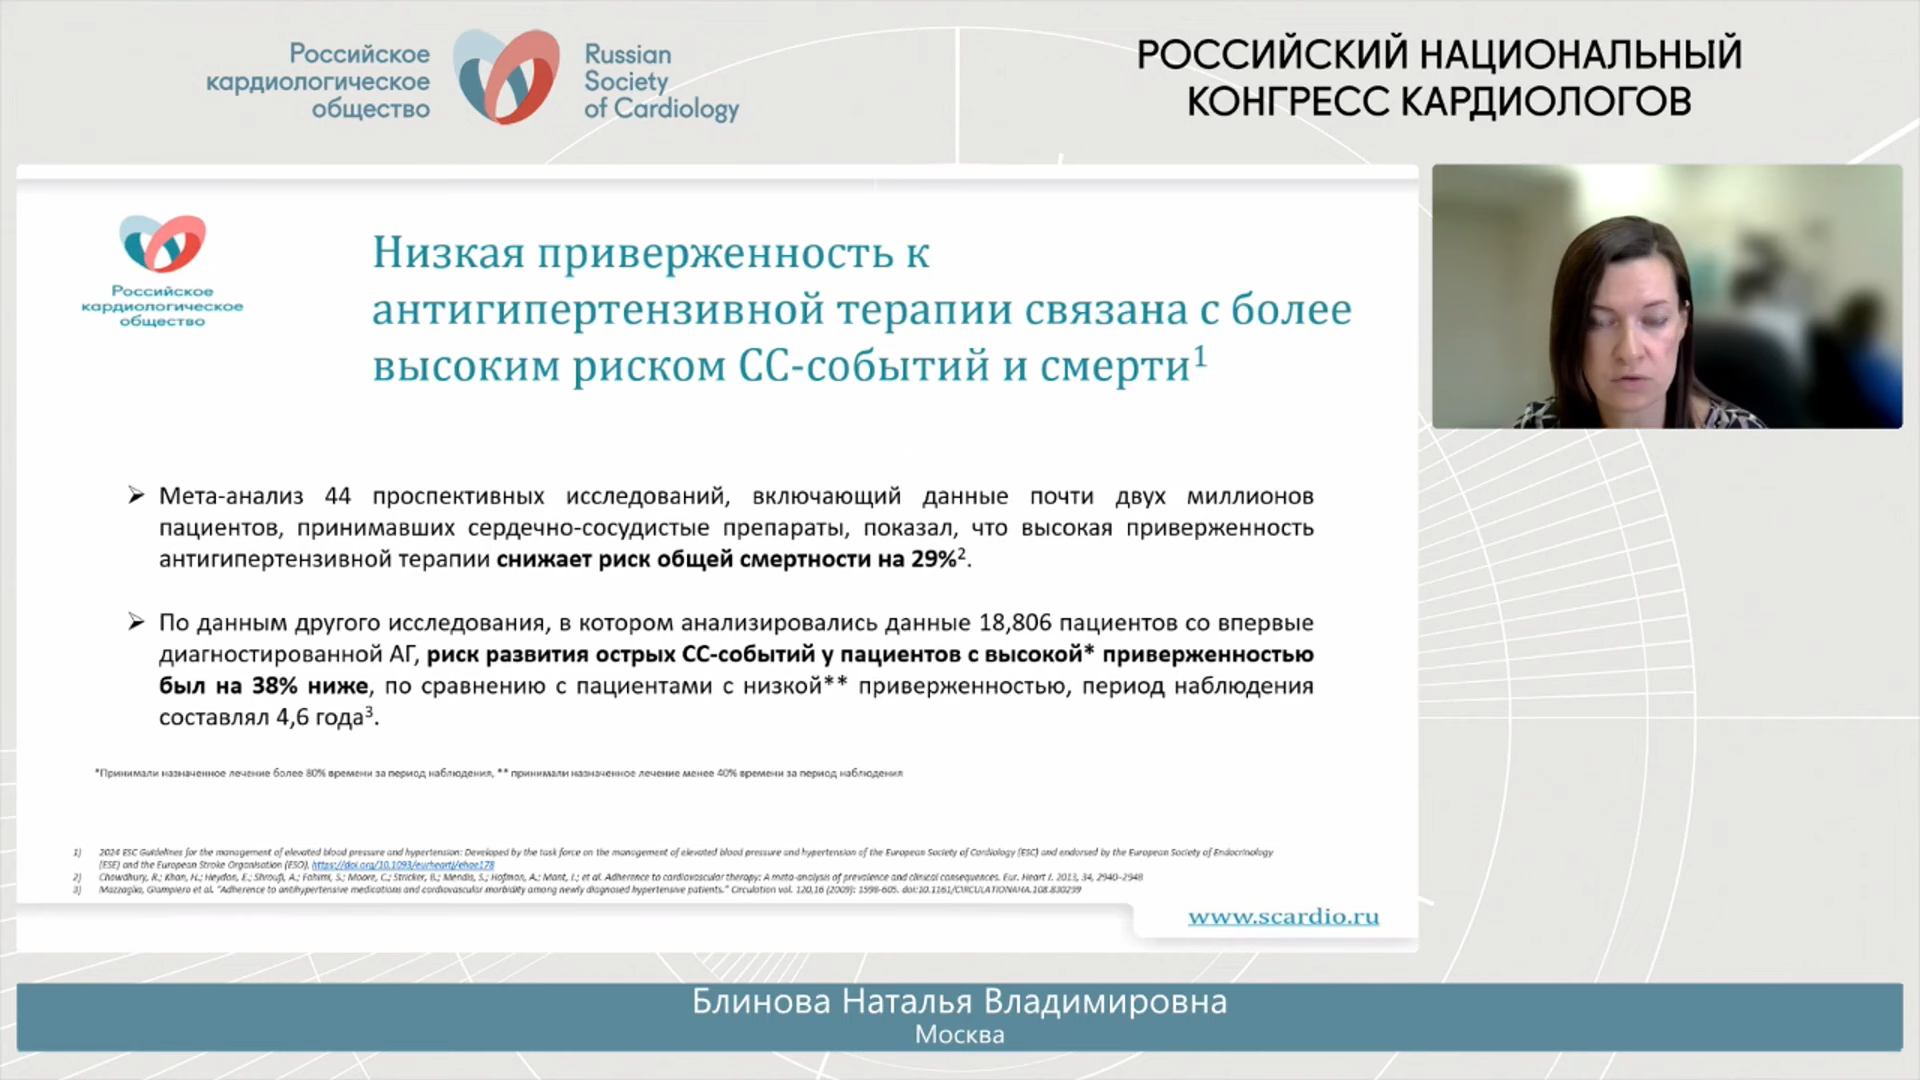 Российское
кардиологическое
общество
Russian
Society
of Cardiology
РОССИЙСКИЙ НАЦИОНАЛЬНЫЙ
КОНГРЕСС КАРДИОЛОГОВ
Российское
кардиологическое
общество
Низкая приверженность к
антигипертензивной терапии связана с более
высоким риском СС-событий и смерти¹
➢ Мета-анализ 44 проспективных исследований, включающий данные почти двух миллионов
пациентов, принимавших сердечно-сосудистые препараты, показал, что высокая приверженность
антигипертензивной терапии снижает риск общей смертности на 29%².
➢ По данным другого исследования, в котором анализировались данные 18,806 пациентов со впервые
диагностированной АГ, риск развития острых СС-событий у пациентов с высокой* приверженностью
был на 38% ниже, по сравнению с пациентами с низкой** приверженностью, период наблюдения
составлял 4,6 года³.
*Принимали назначенное лечение более 80% времени за период наблюдения, ** принимали назначенное лечение менее 40% времени за период наблюдения
1) 2024 ESC Guidelines for the management of elevated blood pressure and hypertension: Developed by the task force on the management of elevated blood pressure and hypertension of the European Society of Cardiology (ESC) and endorsed by the European Society of Endocrinology
(ESE) and the European Stroke Organisation (ESO), https://doi.org/10.1093/eurheartj/ehae178
2) Chowdhury, R.; Khan, H.; Heydon, E.; Shroufi, A.; Fahimi, S.; Moore, C.; Stricker, B.; Mendis, S.; Hofman, A.; Mant, J.; et al. Adherence to cardiovascular therapy: A meta-analysis of prevalence and clinical consequences. Eur. Heart J. 2013, 34, 2940–2948
3) Mazzaglia, Giampiero et al. "Adherence to antihypertensive medications and cardiovascular morbidity among newly diagnosed hypertensive patients." Circulation vol. 120,16 (2009): 1598-605. doi:10.1161/CIRCULATIONAHA.108.830299
www.scardio.ru
Блинова Наталья Владимировна
Москва